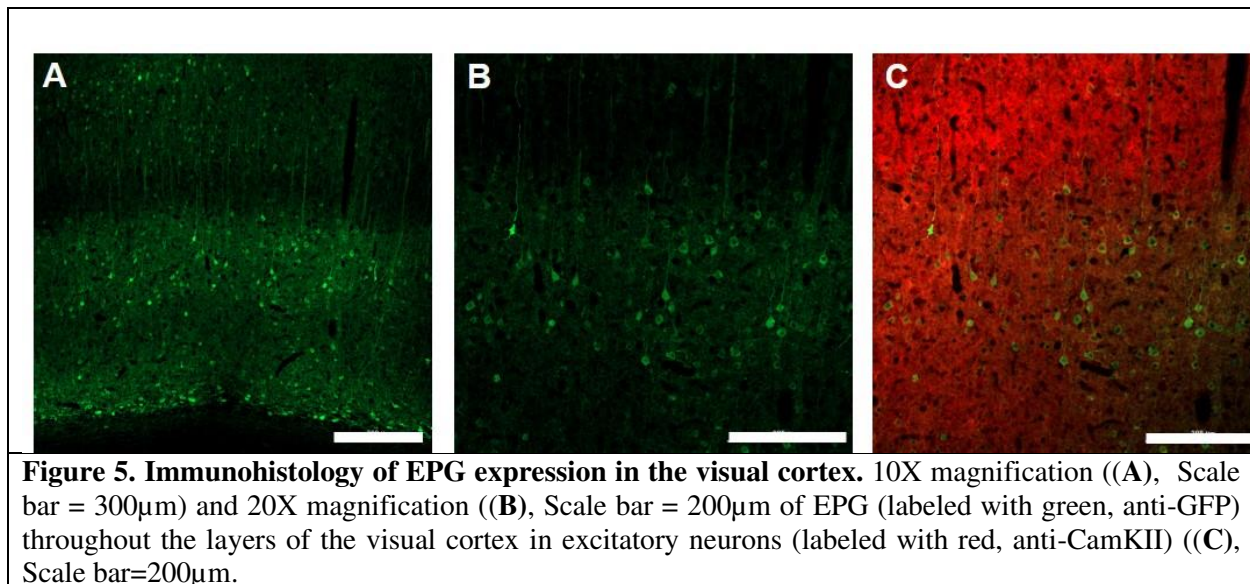 A
B
C
Figure 5. Immunohistology of EPG expression in the visual cortex. 10X magnification ((A), Scale
bar = 300µm) and 20X magnification ((B), Scale bar = 200µm of EPG (labeled with green, anti-GFP)
throughout the layers of the visual cortex in excitatory neurons (labeled with red, anti-CamKII) ((C),
Scale bar=200µm.